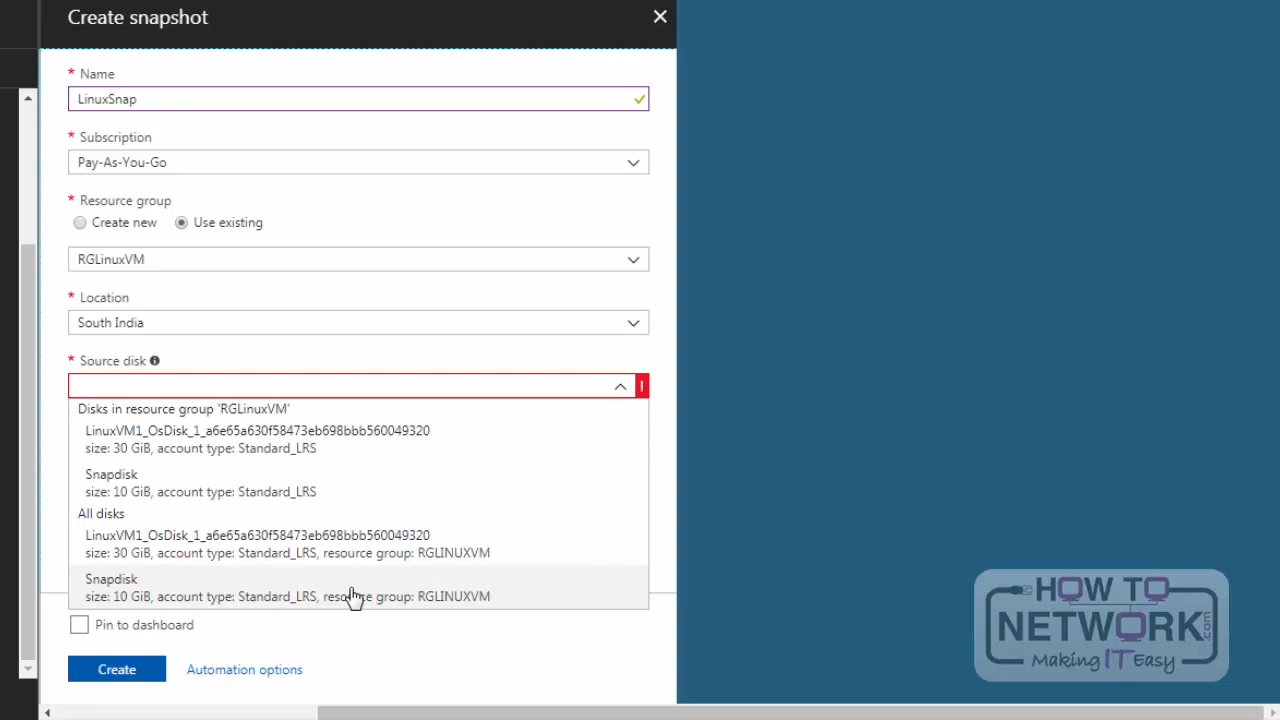 Create snapshot
* Name
LinuxSnap
* Subscription
Pay-As-You-Go
* Resource group
Create new Use existing
RGLinuxVM
* Location
South India
* Source disk
!
Disks in resource group 'RGLinuxVM'
LinuxVM1_OsDisk_1_a6e65a630f58473eb698bbb560049320
size: 30 GiB, account type: Standard_LRS
Snapdisk
size: 10 GiB, account type: Standard_LRS
All disks
LinuxVM1_OsDisk_1_a6e65a630f58473eb698bbb560049320
size: 30 GiB, account type: Standard_LRS, resource group: RGLINUXVM
Snapdisk
size: 10 GiB, account type: Standard_LRS, resource group: RGLINUXVM
Pin to dashboard
Create Automation options
HOW TO
NETWORK.com
Making IT Easy